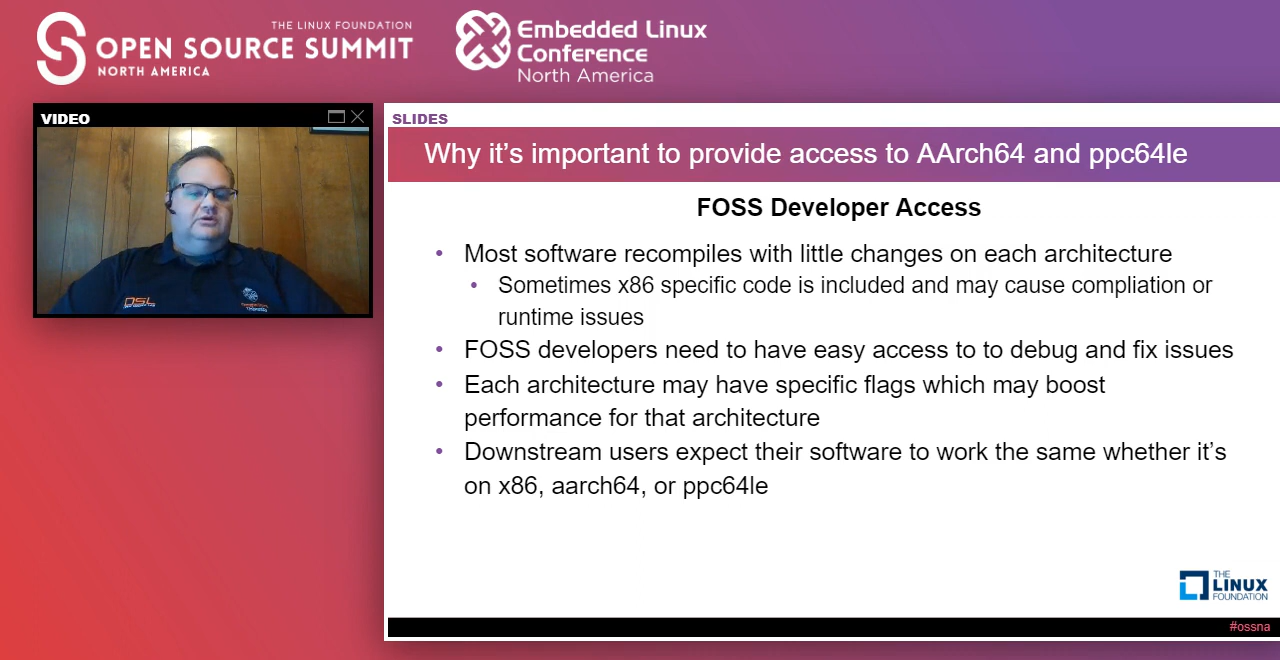 THE LINUX FOUNDATION
OPEN SOURCE SUMMIT
NORTH AMERICA
Embedded Linux
Conference
North America
VIDEO
OSL
SLIDES
Why it's important to provide access to AArch64 and ppc64le
FOSS Developer Access
• Most software recompiles with little changes on each architecture
• Sometimes x86 specific code is included and may cause compliation or
runtime issues
• FOSS developers need to have easy access to to debug and fix issues
• Each architecture may have specific flags which may boost
performance for that architecture
• Downstream users expect their software to work the same whether it's
on x86, aarch64, or ppc64le
THE
LINUX
FOUNDATION
#ossna